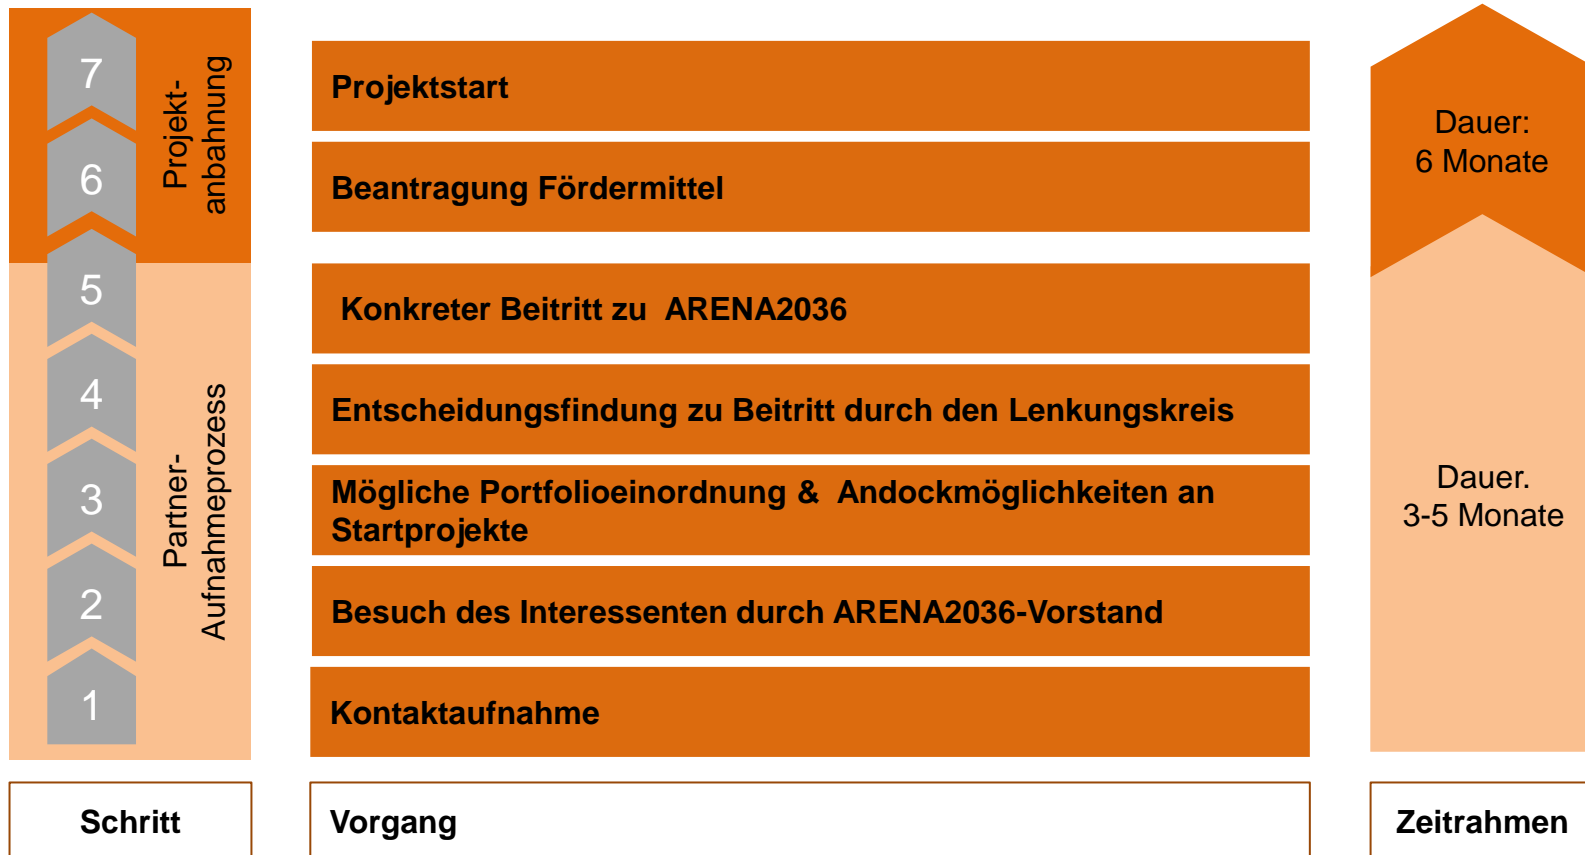 7
Projekt-
anbahnung
Projektstart
Dauer:
6 Monate
6
Beantragung Fördermittel
5
Konkreter Beitritt zu  ARENA2036
4
Entscheidungsfindung zu Beitritt durch den Lenkungskreis
Partner-
Aufnahmeprozess
3
Mögliche Portfolioeinordnung &  Andockmöglichkeiten an
Startprojekte
Dauer.
3-5 Monate
2
Besuch des Interessenten durch ARENA2036-Vorstand
1
Kontaktaufnahme
Schritt
Vorgang
Zeitrahmen